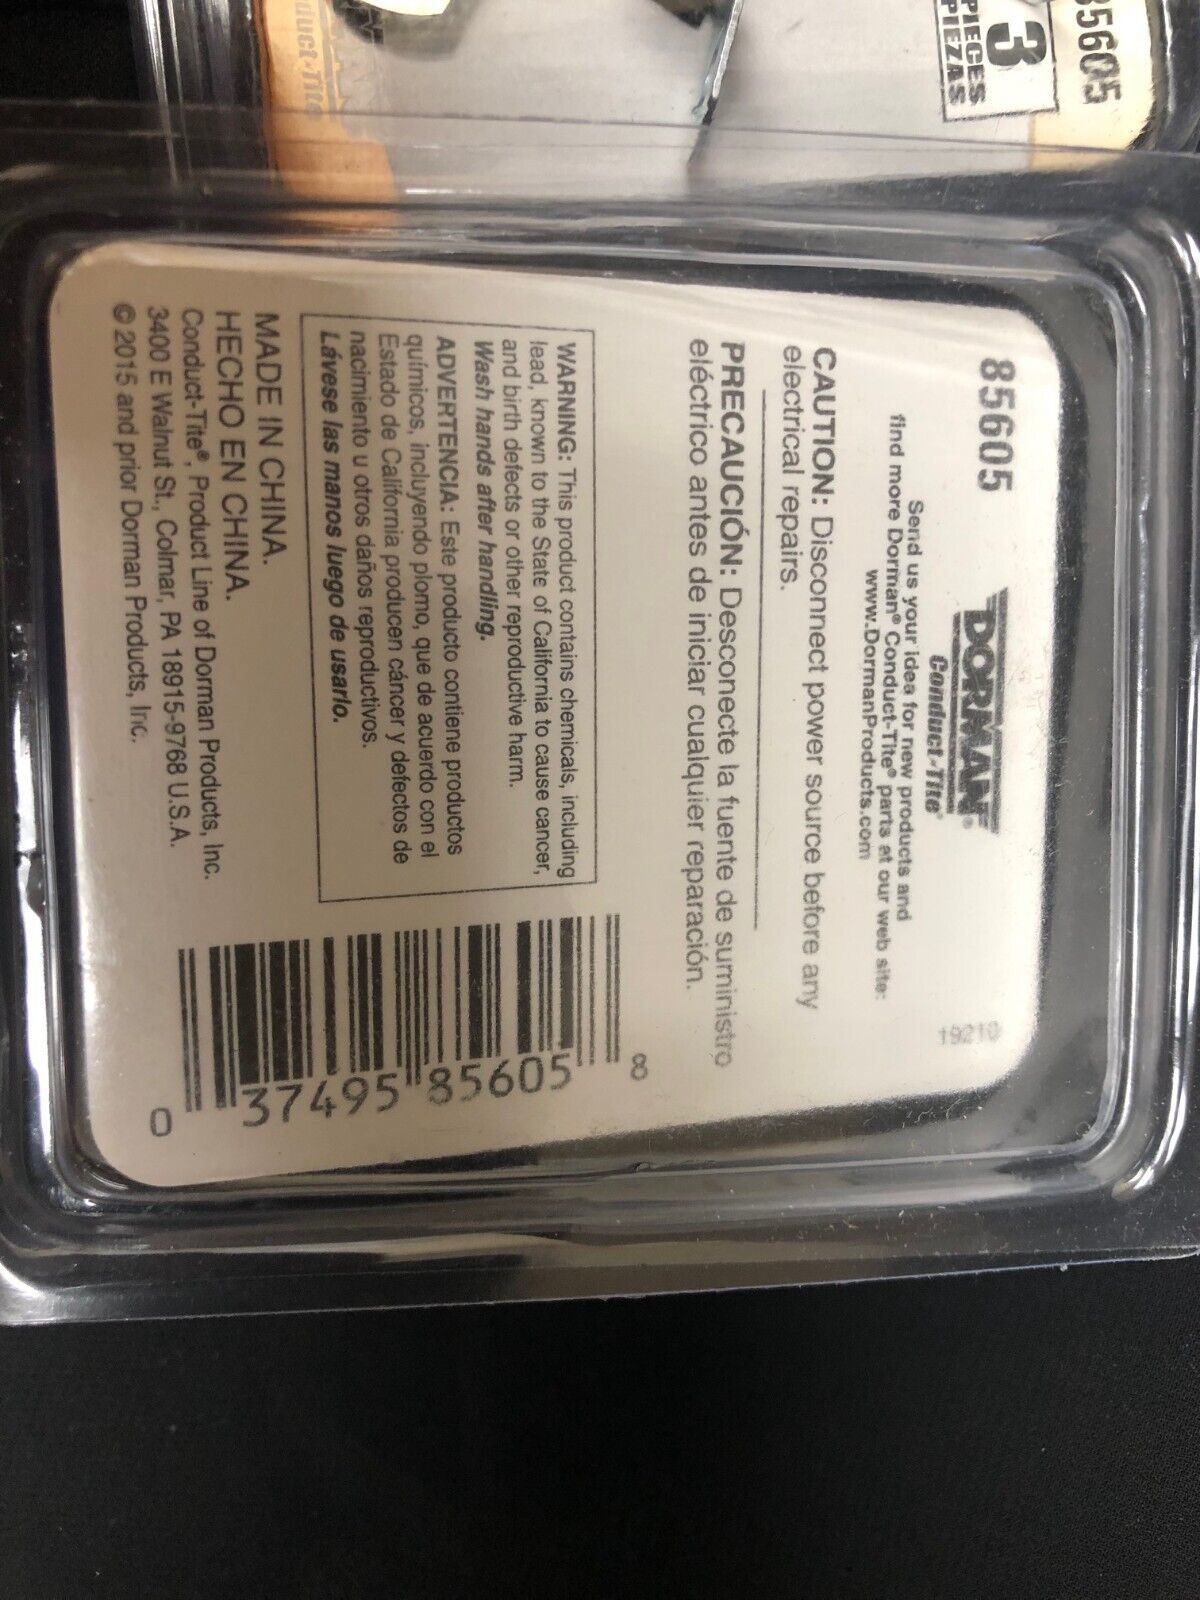 85605
3
PIECES
PIEZAS
85605
DORMAN®
Conduct-Tite®
Send us your idea for new products and
find more Dorman® Conduct-Tite® parts at our web site:
www.DormanProducts.com
19210
CAUTION: Disconnect power source before any
electrical repairs.
PRECAUCIÓN: Desconecte la fuente de suministro
eléctrico antes de iniciar cualquier reparación.
WARNING: This product contains chemicals, including
lead, known to the State of California to cause cancer,
and birth defects or other reproductive harm.
Wash hands after handling.
ADVERTENCIA: Este producto contiene productos
químicos, incluyendo plomo, que de acuerdo con el
Estado de California producen cáncer y defectos de
nacimiento u otros daños reproductivos.
Lávese las manos luego de usarlo.
MADE IN CHINA.
HECHO EN CHINA.
Conduct-Tite®, Product Line of Dorman Products, Inc.
3400 E Walnut St., Colmar, PA 18915-9768 U.S.A.
© 2015 and prior Dorman Products, Inc.
0 37495 85605 8